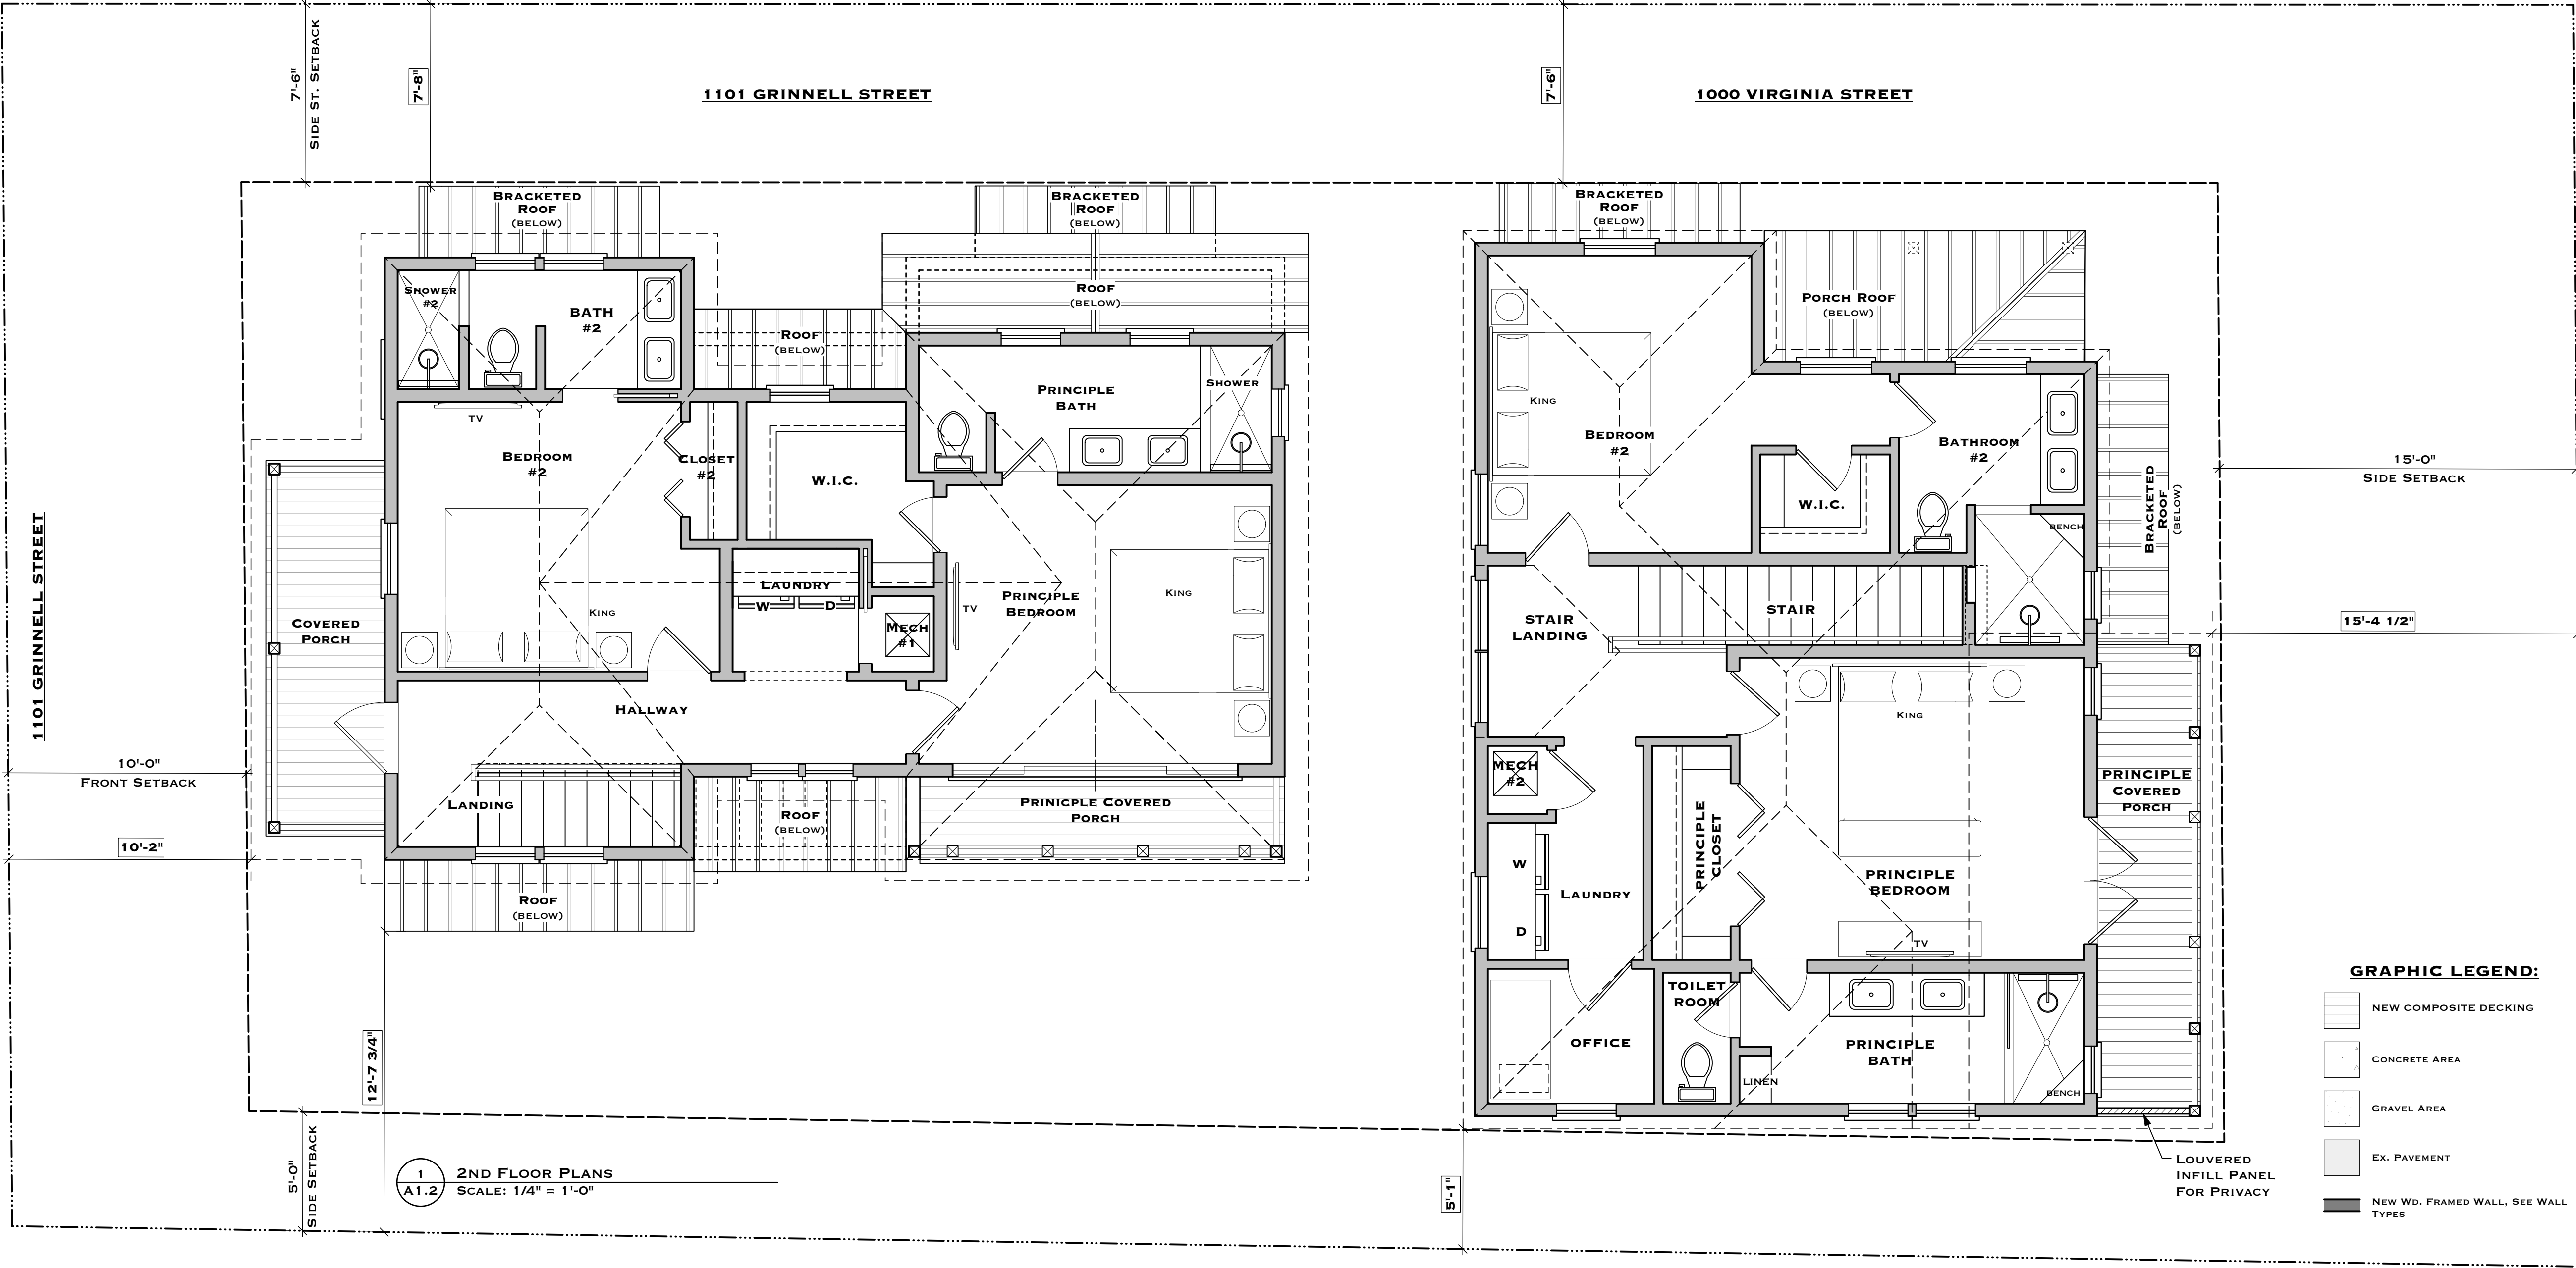 7'-6"
SIDE ST. SETBACK
7'-8"
1101 GRINNELL STREET
7'-6"
1000 VIRGINIA STREET
BRACKETED
ROOF
(BELOW)
BRACKETED
ROOF
(BELOW)
BRACKETED
ROOF
(BELOW)
SHOWER
#2
BATH
#2
ROOF
(BELOW)
ROOF
(BELOW)
PRINCIPLE
BATH
SHOWER
TV
BEDROOM
#2
CLOSET
#2
W.I.C.
KING
LAUNDRY
W
D
MECH
#1
TV
PRINCIPLE
BEDROOM
KING
COVERED
PORCH
HALLWAY
LANDING
ROOF
(BELOW)
PRINICPLE COVERED
PORCH
ROOF
(BELOW)
1101 GRINNELL STREET
10'-0"
FRONT SETBACK
10'-2"
12'-7 3/4"
5'-0"
SIDE SETBACK
1
A1.2
2ND FLOOR PLANS
SCALE: 1/4" = 1'-0"
PORCH ROOF
(BELOW)
KING
BEDROOM
#2
W.I.C.
BATHROOM
#2
BENCH
BRACKETED
ROOF
(BELOW)
15'-0"
SIDE SETBACK
15'-4 1/2"
STAIR
LANDING
STAIR
KING
MECH
#2
PRINCIPLE
CLOSET
W
D
LAUNDRY
PRINCIPLE
BEDROOM
TV
PRINCIPLE
COVERED
PORCH
TOILET
ROOM
OFFICE
LINEN
PRINCIPLE
BATH
BENCH
5'-1"
LOUVERED
INFILL PANEL
FOR PRIVACY
GRAPHIC LEGEND:
NEW COMPOSITE DECKING
CONCRETE AREA
GRAVEL AREA
EX. PAVEMENT
NEW WD. FRAMED WALL, SEE WALL
TYPES